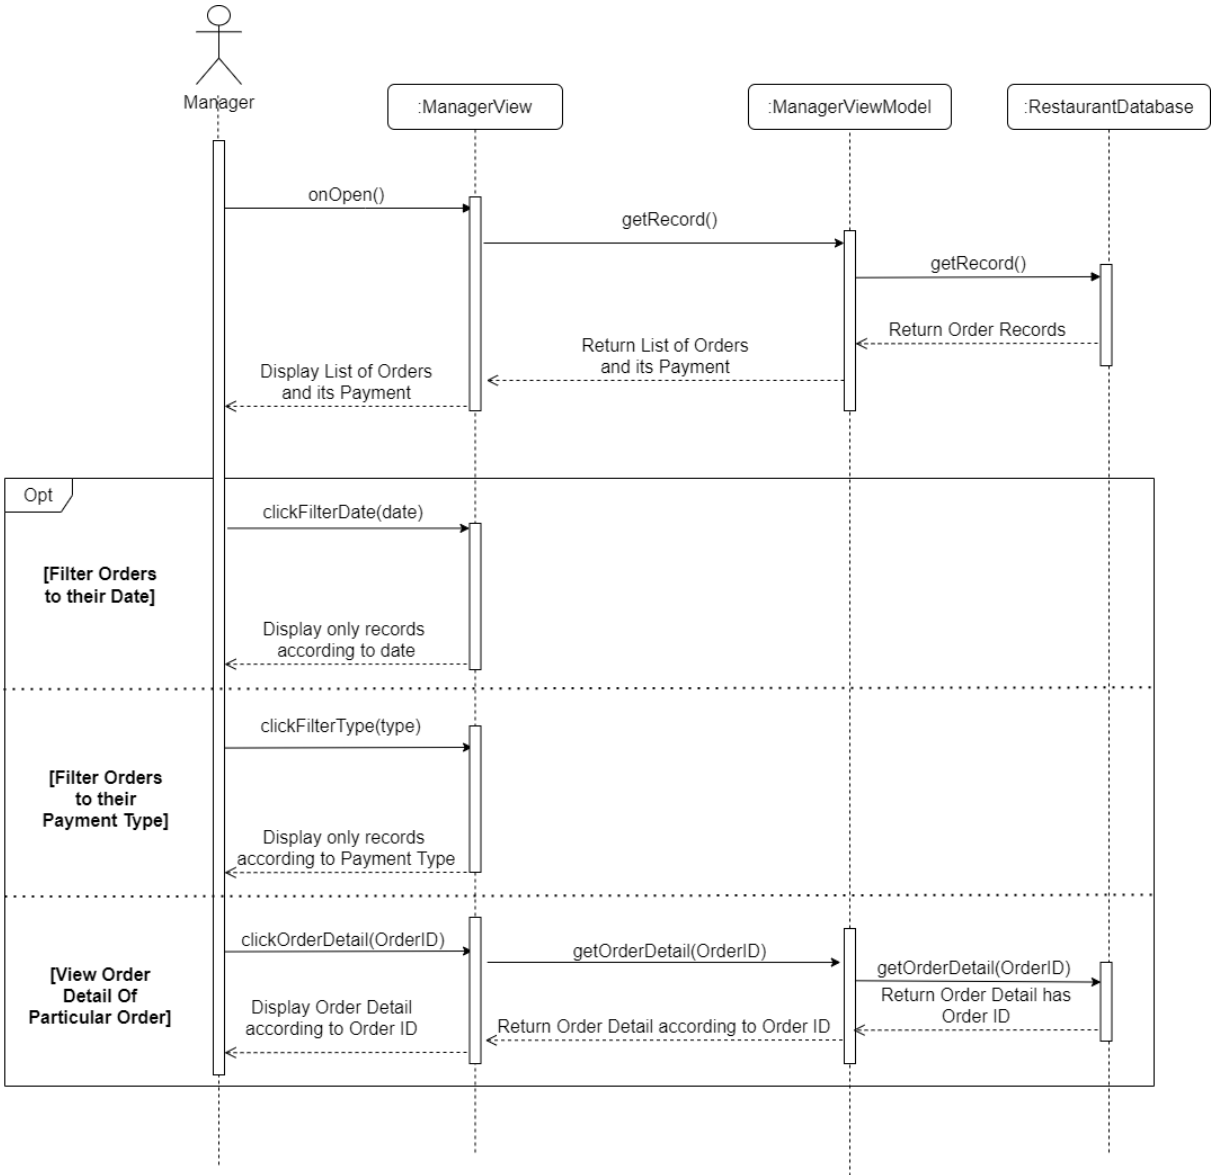 Manager
:ManagerView
:ManagerViewModel
:RestaurantDatabase
onOpen()
getRecord()
getRecord()
Return Order Records
Return List of Orders
and its Payment
Display List of Orders
and its Payment
Opt
clickFilterDate(date)
[Filter Orders
to their Date]
Display only records
according to date
clickFilterType(type)
[Filter Orders
to their
Payment Type]
Display only records
according to Payment Type
clickOrderDetail(OrderID)
getOrderDetail(OrderID)
getOrderDetail(OrderID)
[View Order
Detail Of
Particular Order]
Return Order Detail has
Order ID
Display Order Detail
according to Order ID
Return Order Detail according to Order ID